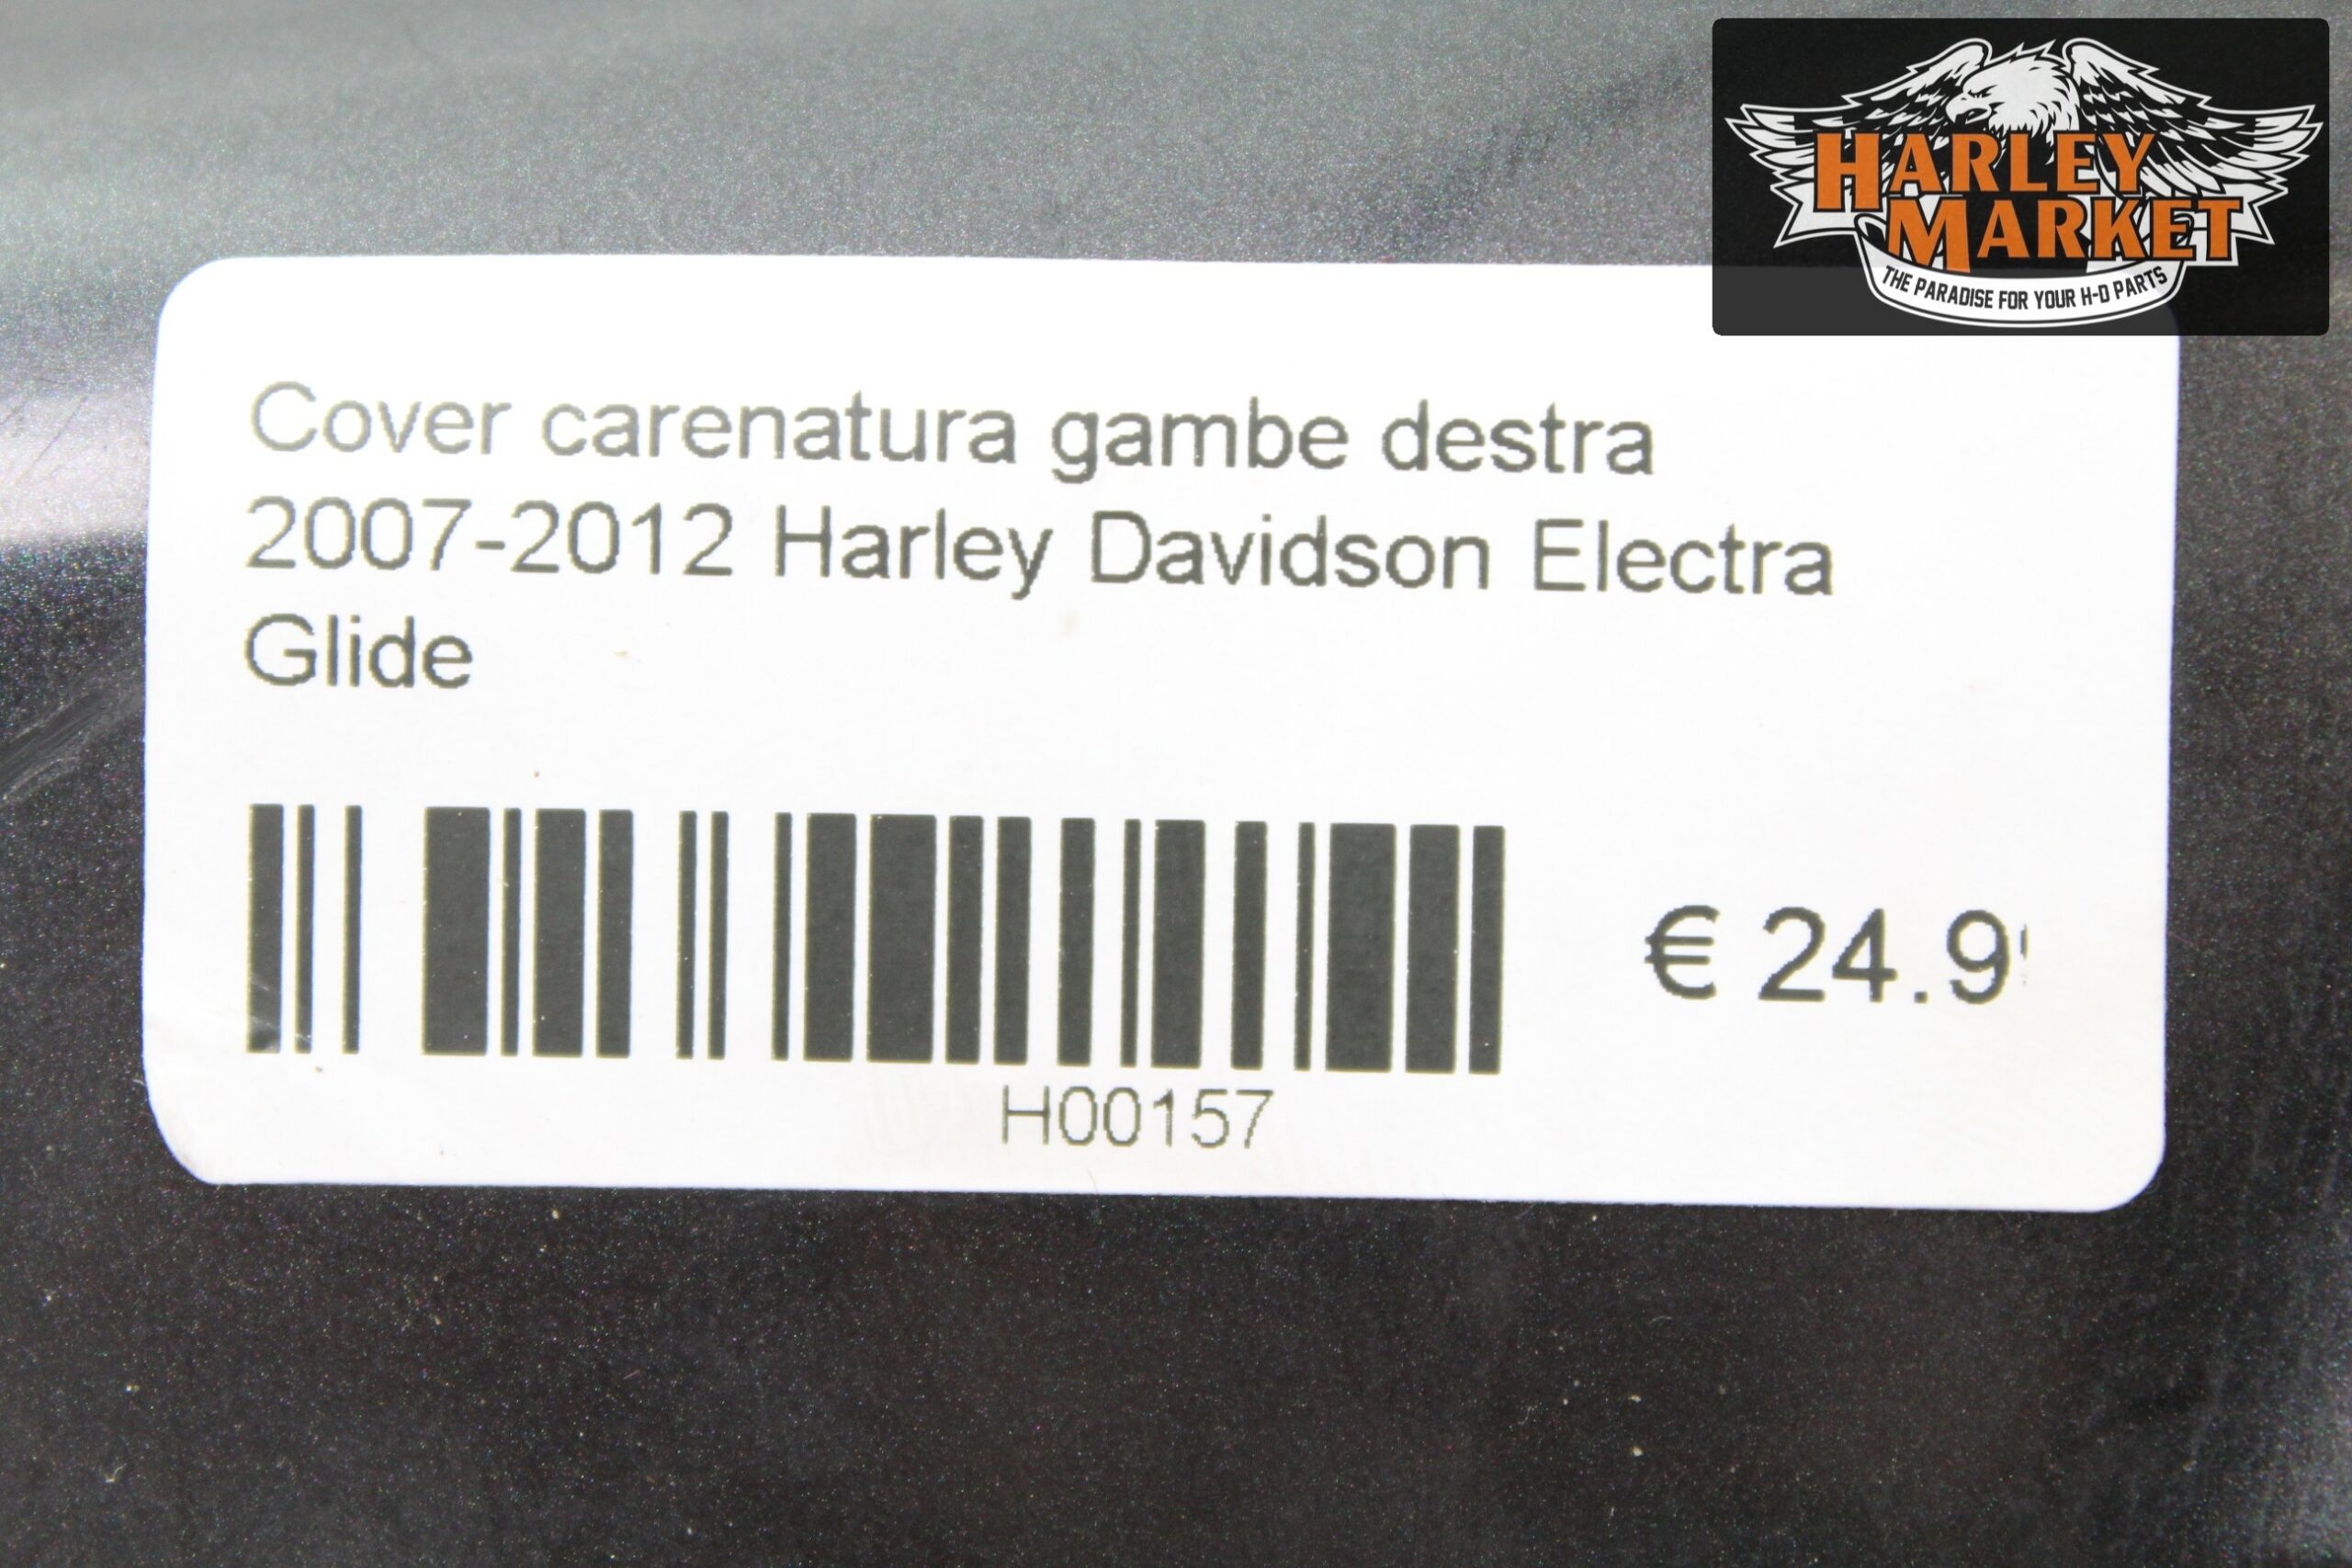 HARLEY
MARKET
THE PARADISE FOR YOUR H-D PARTS
Cover carenatura gambe destra
2007-2012 Harley Davidson Electra
Glide
€ 24.9
H00157